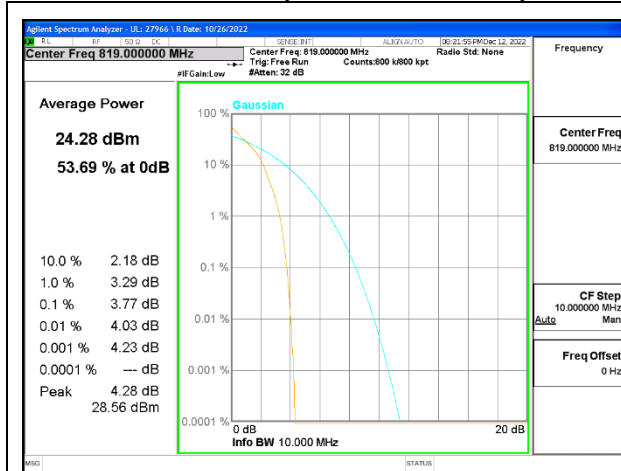 Agilent Spectrum Analyzer - UL: 27966 \ R Date: 10/26/2022
RL RF 50 Ω DC SENSE:INT ALIGN AUTO 08:21:55 PM Dec 12, 2022
Center Freq 819.000000 MHz
Center Freq: 819.000000 MHz
Radio Std: None
Trig: Free Run
Counts:800 k/800 kpt
#IFGain:Low
#Atten: 32 dB
Frequency
Average Power
24.28 dBm
53.69 % at 0dB
10.0 % 2.18 dB
1.0 % 3.29 dB
0.1 % 3.77 dB
0.01 % 4.03 dB
0.001 % 4.23 dB
0.0001 % --- dB
Peak 4.28 dB
28.56 dBm
Gaussian
100 %
10 %
1 %
0.1 %
0.01 %
0.001 %
0.0001 %
0 dB
20 dB
Info BW 10.000 MHz
Center Freq
819.000000 MHz
CF Step
10.000000 MHz
Auto Man
Freq Offset
0 Hz
MSG
STATUS